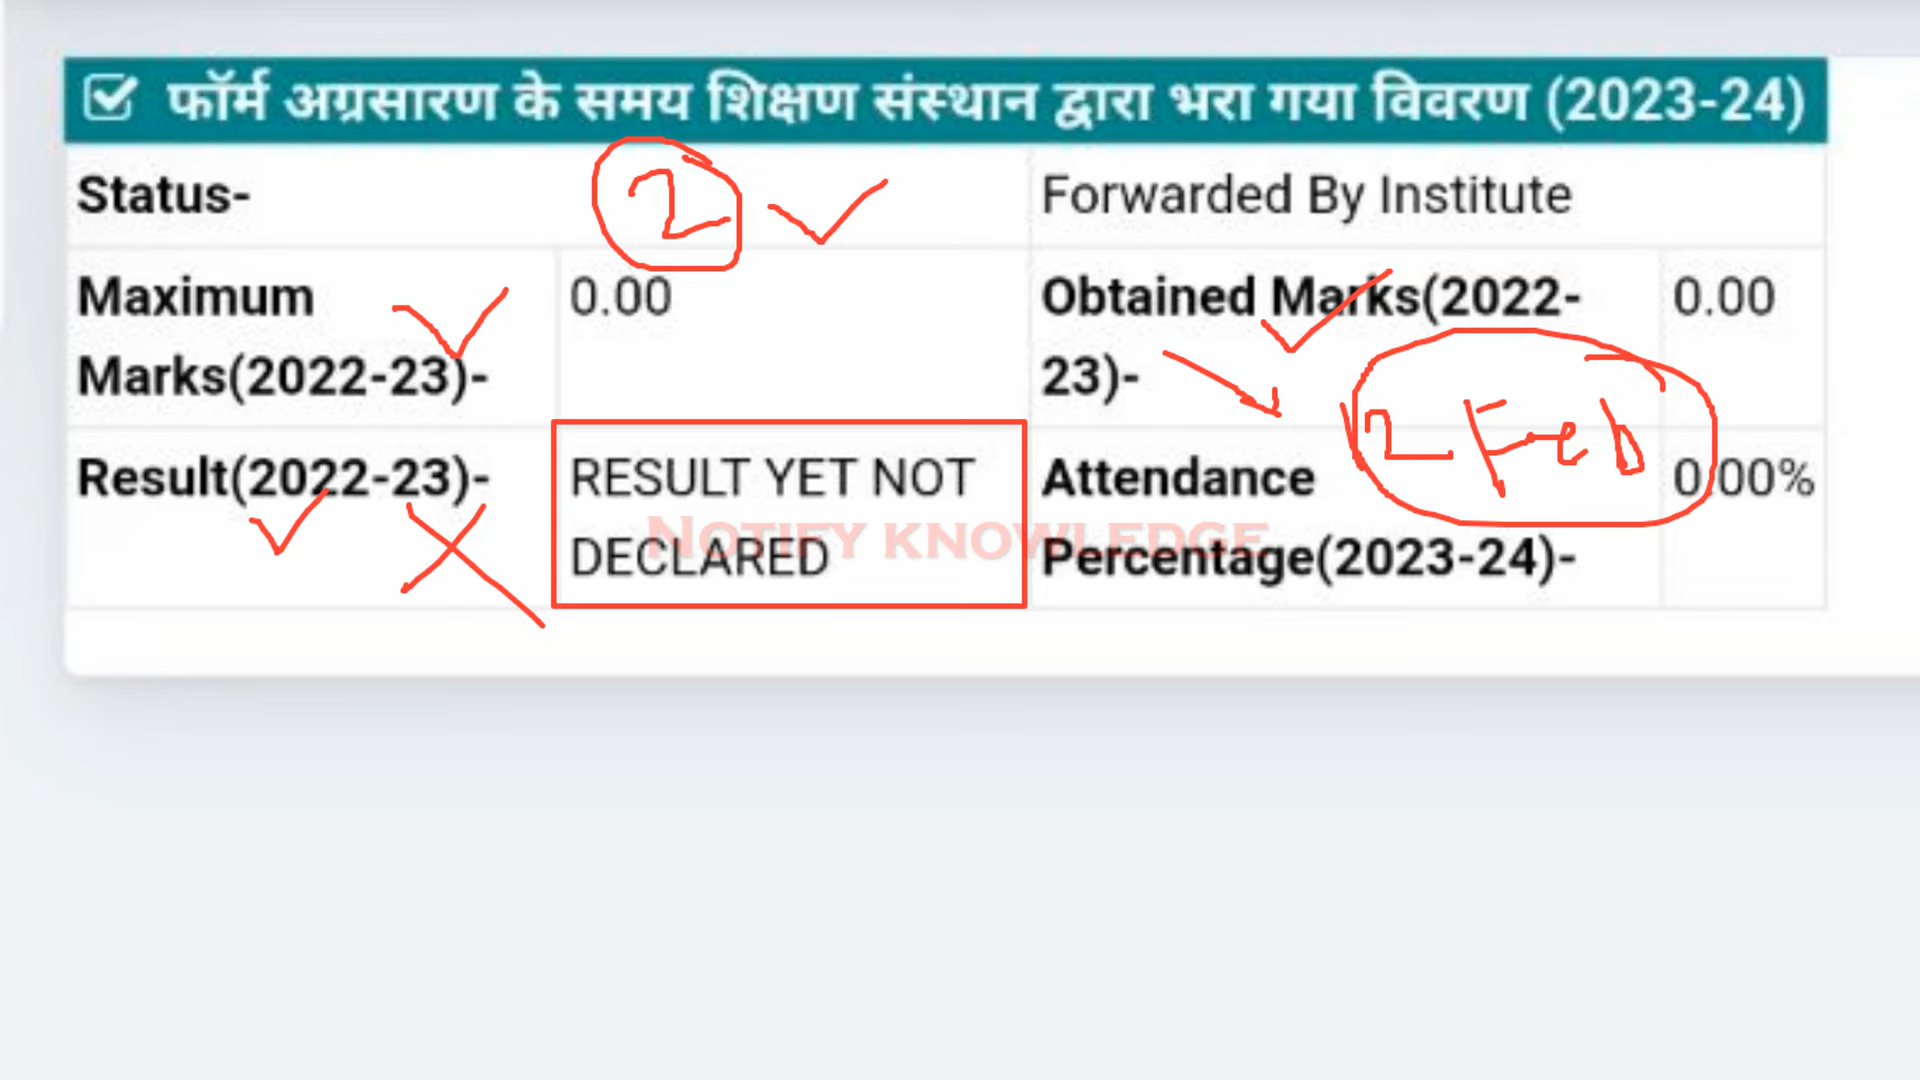 फॉर्म अग्रसारण के समय शिक्षण संस्थान द्वारा भरा गया विवरण (2023-24)
Status-
2
Forwarded By Institute
Maximum Marks(2022-23)-
0.00
Obtained Marks(2022-23)-
0.00
2 Feb
Result(2022-23)-
RESULT YET NOT
DECLARED
Attendance
Percentage(2023-24)-
0.00%
NOTIFY KNOWLEDGE